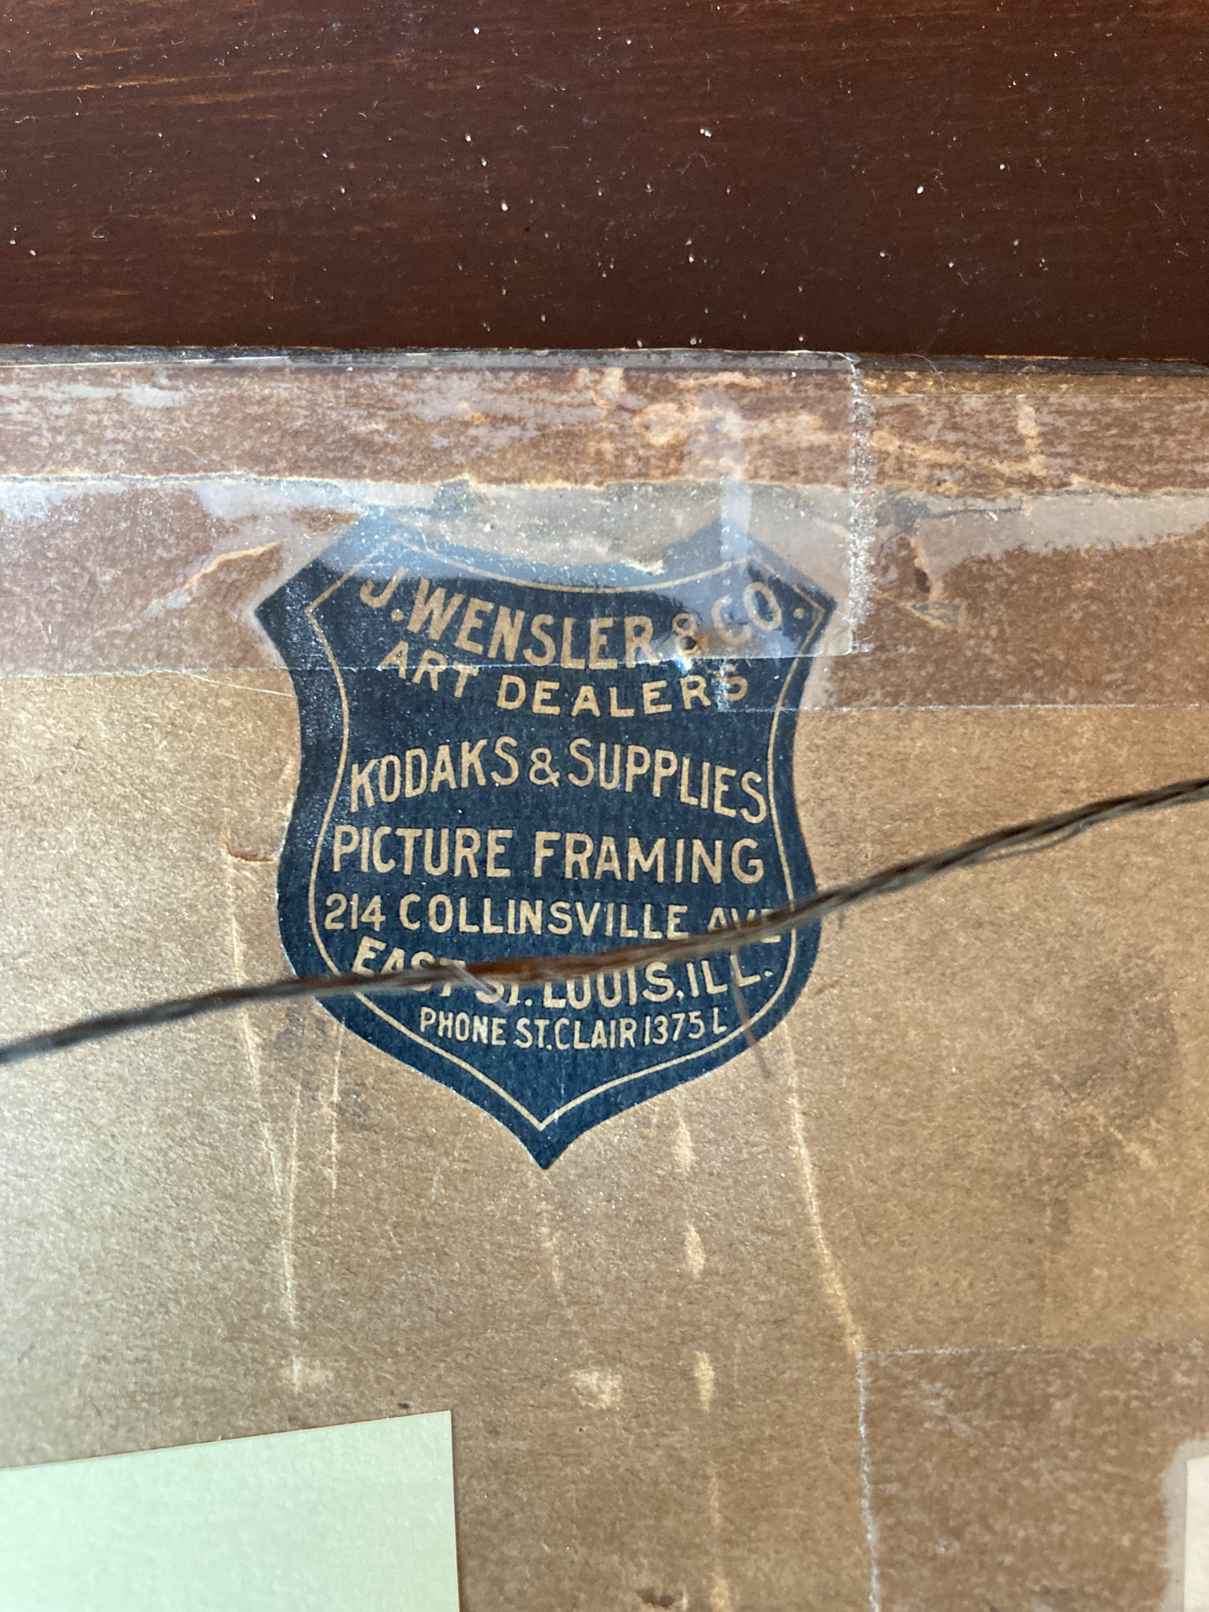 J. WENSLER & CO.
ART DEALERS
KODAKS & SUPPLIES
PICTURE FRAMING
214 COLLINSVILLE AVE
EAST ST. LOUIS, ILL.
PHONE ST. CLAIR 1375 L